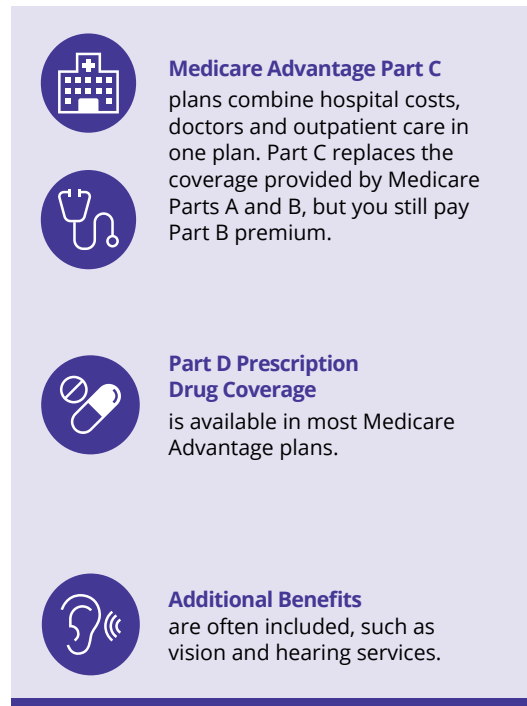 Medicare Advantage Part C
plans combine hospital costs,
doctors and outpatient care in
one plan. Part C replaces the
coverage provided by Medicare
Parts A and B, but you still pay
Part B premium.
Part D Prescription
Drug Coverage
is available in most Medicare
Advantage plans.
Additional Benefits
are often included, such as
vision and hearing services.